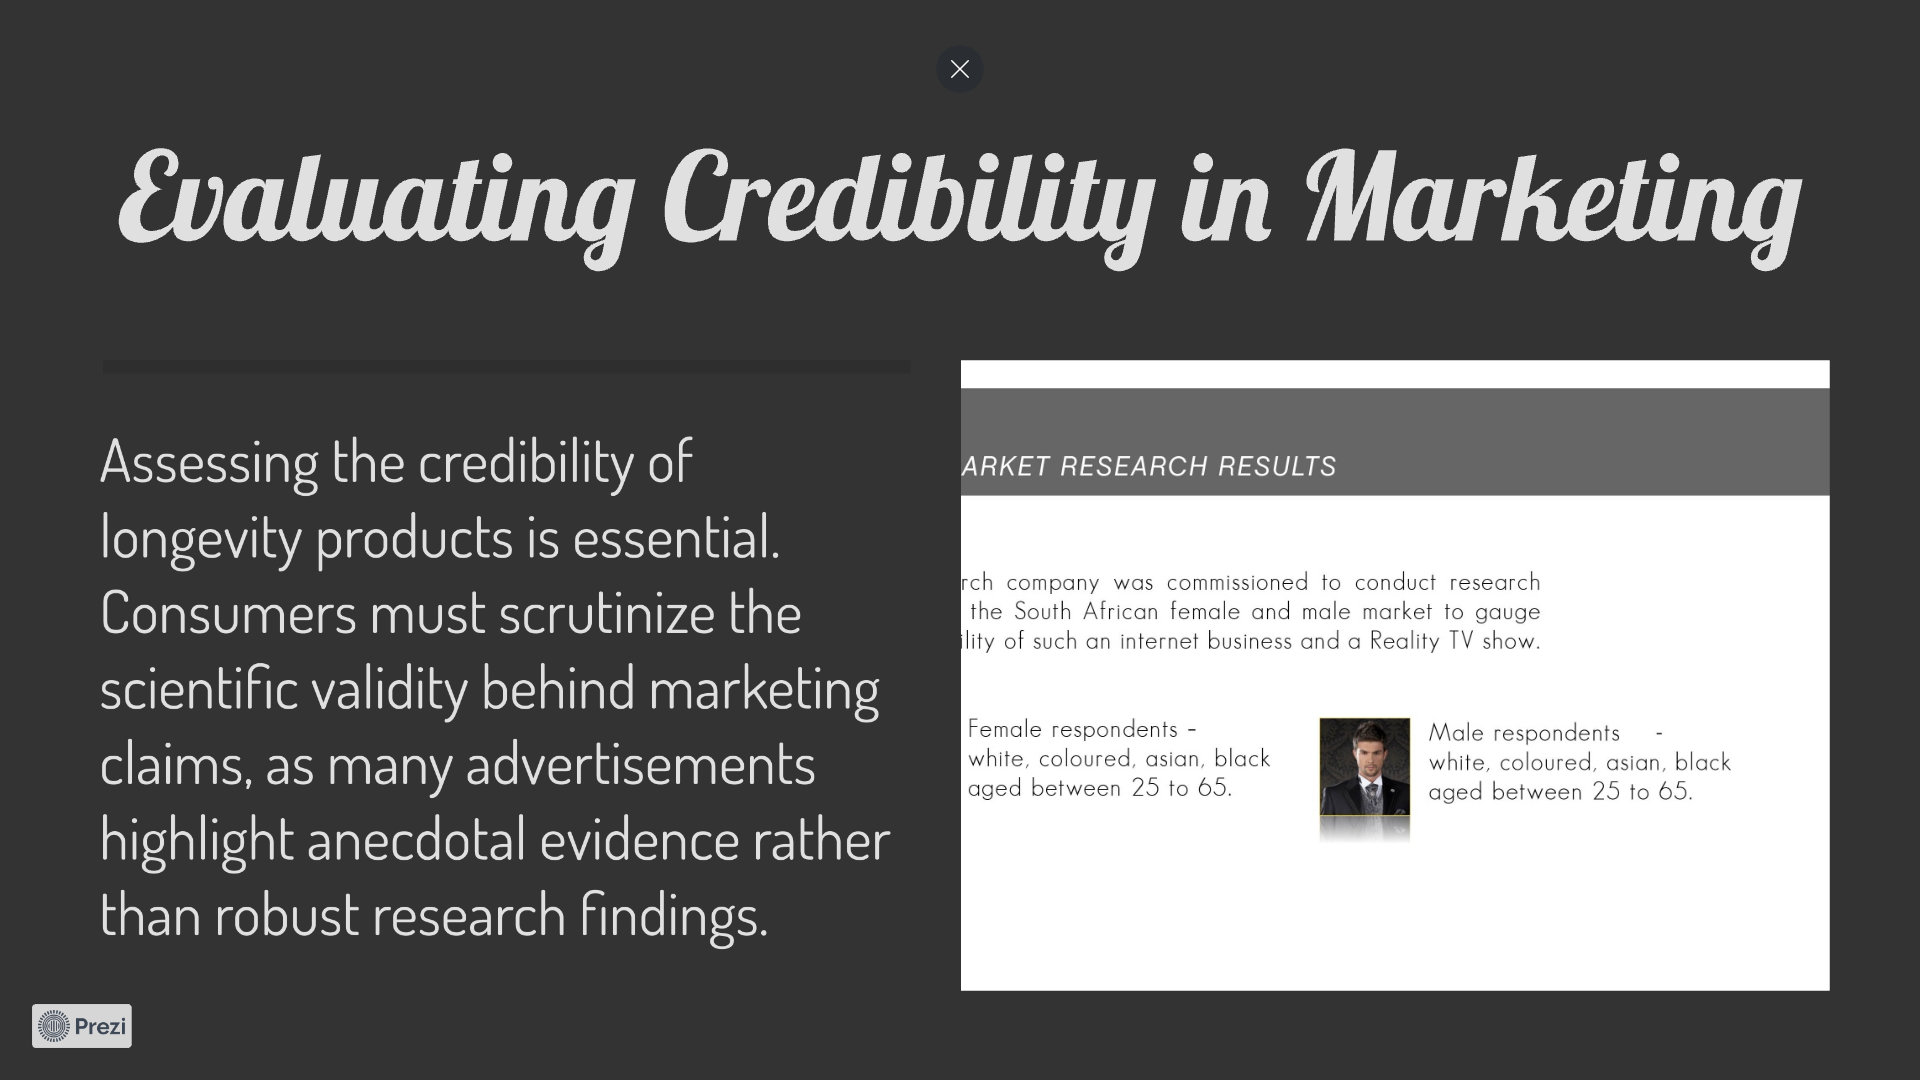 Evaluating Credibility in Marketing
Assessing the credibility of
longevity products is essential.
Consumers must scrutinize the
scientific validity behind marketing
claims, as many advertisements
highlight anecdotal evidence rather
than robust research findings.
ARKET RESEARCH RESULTS
rch company was commissioned to conduct research
the South African female and male market to gauge
ility of such an internet business and a Reality TV show.
Female respondents -
white, coloured, asian, black
aged between 25 to 65.
Male respondents -
white, coloured, asian, black
aged between 25 to 65.
Prezi